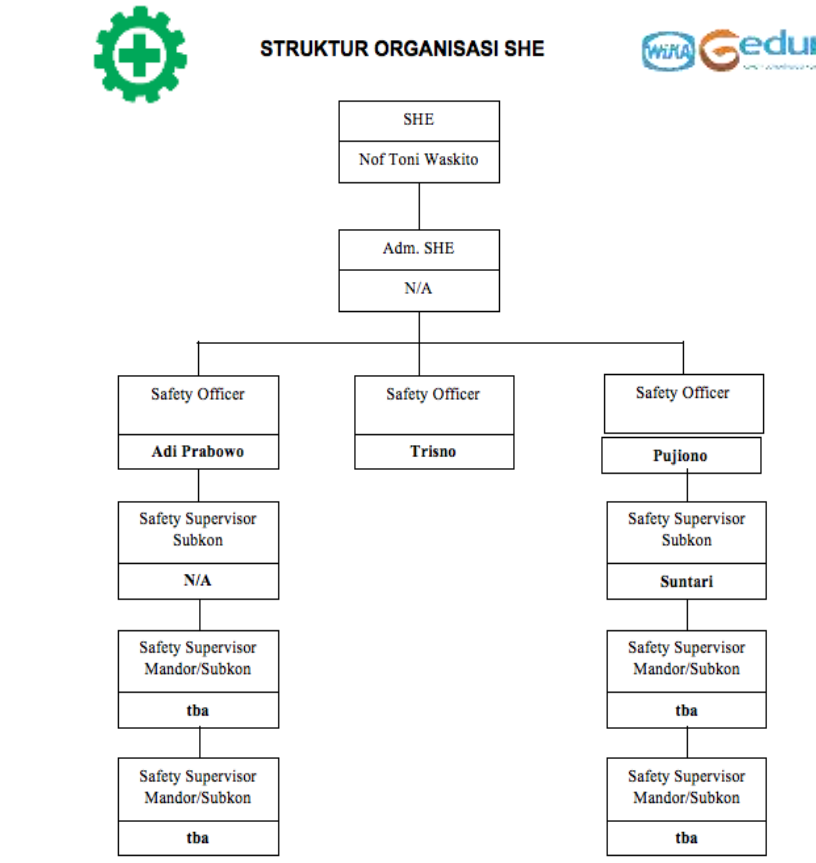 STRUKTUR ORGANISASI SHE
WIKA
SHE
Nof Toni Waskito
Adm. SHE
N/A
Safety Officer
Adi Prabowo
Safety Officer
Trisno
Safety Officer
Pujiono
Safety Supervisor
Subkon
N/A
Safety Supervisor
Subkon
Suntari
Safety Supervisor
Mandor/Subkon
tba
Safety Supervisor
Mandor/Subkon
tba
Safety Supervisor
Mandor/Subkon
tba
Safety Supervisor
Mandor/Subkon
tba